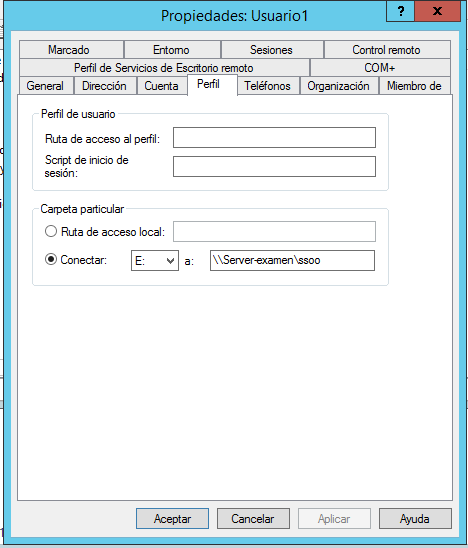 Propiedades: Usuario1
?
x
Marcado
Entorno
Sesiones
Control remoto
Perfil de Servicios de Escritorio remoto
COM+
General
Dirección
Cuenta
Perfil
Teléfonos
Organización
Miembro de
Perfil de usuario
Ruta de acceso al perfil:
Script de inicio de
sesión:
Carpeta particular
Ruta de acceso local:
Conectar:
E:
a:
\\Server-examen\ssoo
Aceptar
Cancelar
Aplicar
Ayuda